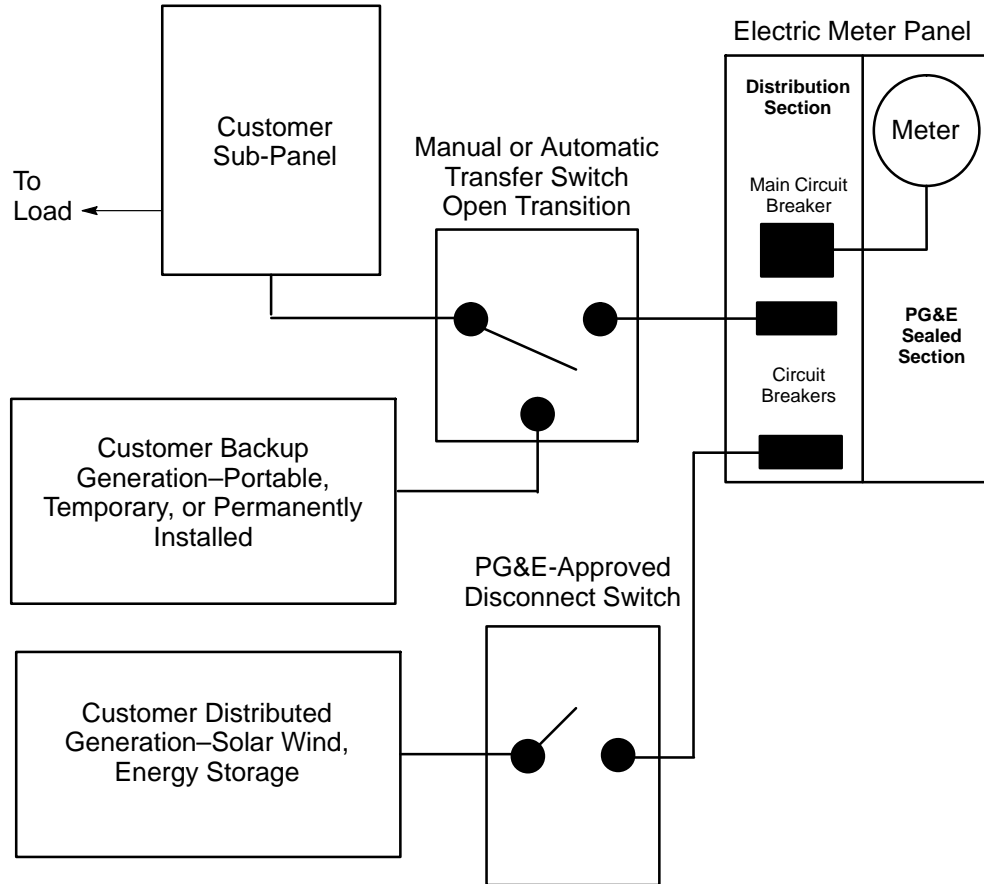 Electric Meter Panel
Distribution
Section
Meter
Customer
Sub-Panel
Manual or Automatic
Transfer Switch
Open Transition
To
Load
Main Circuit
Breaker
PG&E
Sealed
Section
Circuit
Breakers
Customer Backup
Generation–Portable,
Temporary, or Permanently
Installed
PG&E-Approved
Disconnect Switch
Customer Distributed
Generation–Solar Wind,
Energy Storage